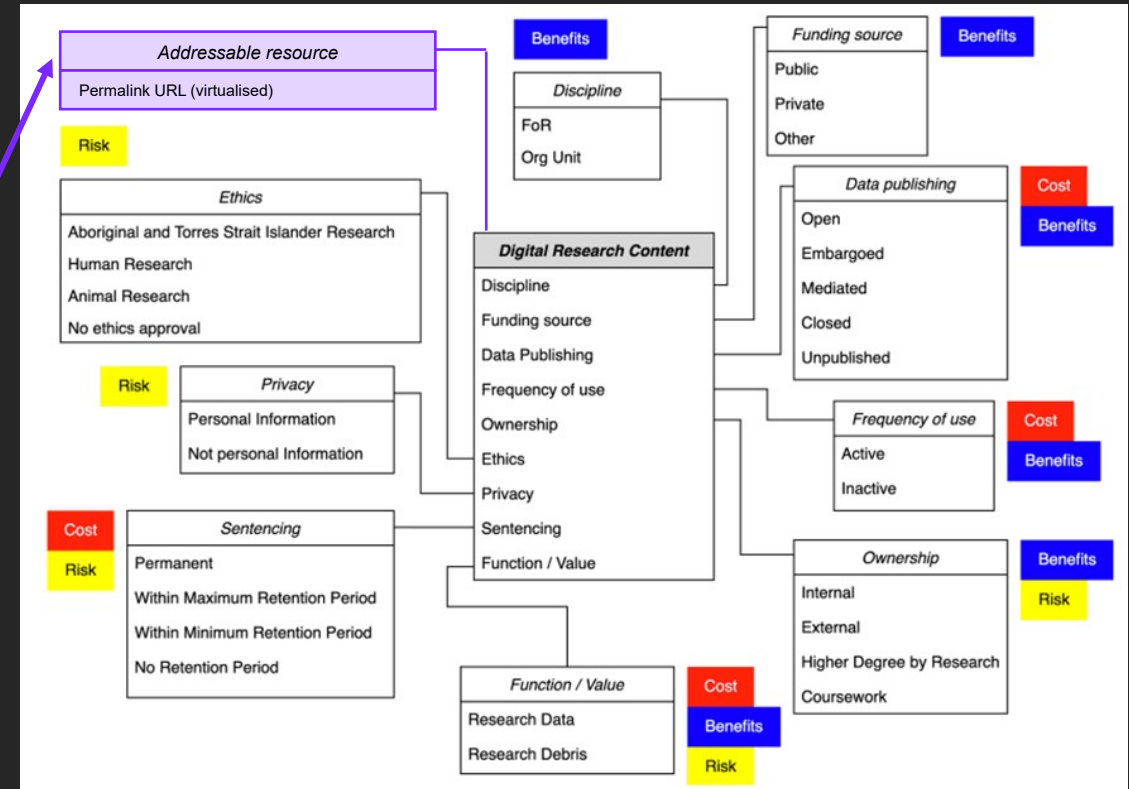 Addressable resource
Permalink URL (virtualised)
Benefits
Discipline
FoR
Org Unit
Funding source
Public
Private
Other
Benefits
Risk
Ethics
Aboriginal and Torres Strait Islander Research
Human Research
Animal Research
No ethics approval
Digital Research Content
Discipline
Funding source
Data Publishing
Frequency of use
Ownership
Ethics
Privacy
Sentencing
Function / Value
Data publishing
Open
Embargoed
Mediated
Closed
Unpublished
Cost
Benefits
Risk
Privacy
Personal Information
Not personal Information
Frequency of use
Active
Inactive
Cost
Benefits
Cost
Risk
Sentencing
Permanent
Within Maximum Retention Period
Within Minimum Retention Period
No Retention Period
Ownership
Internal
External
Higher Degree by Research
Coursework
Benefits
Risk
Function / Value
Research Data
Research Debris
Cost
Benefits
Risk